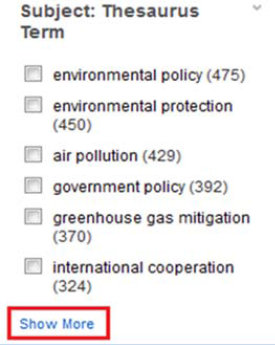 Subject: Thesaurus
Term
environmental policy (475)
environmental protection
(450)
air pollution (429)
government policy (392)
greenhouse gas mitigation
(370)
international cooperation
(324)
Show More